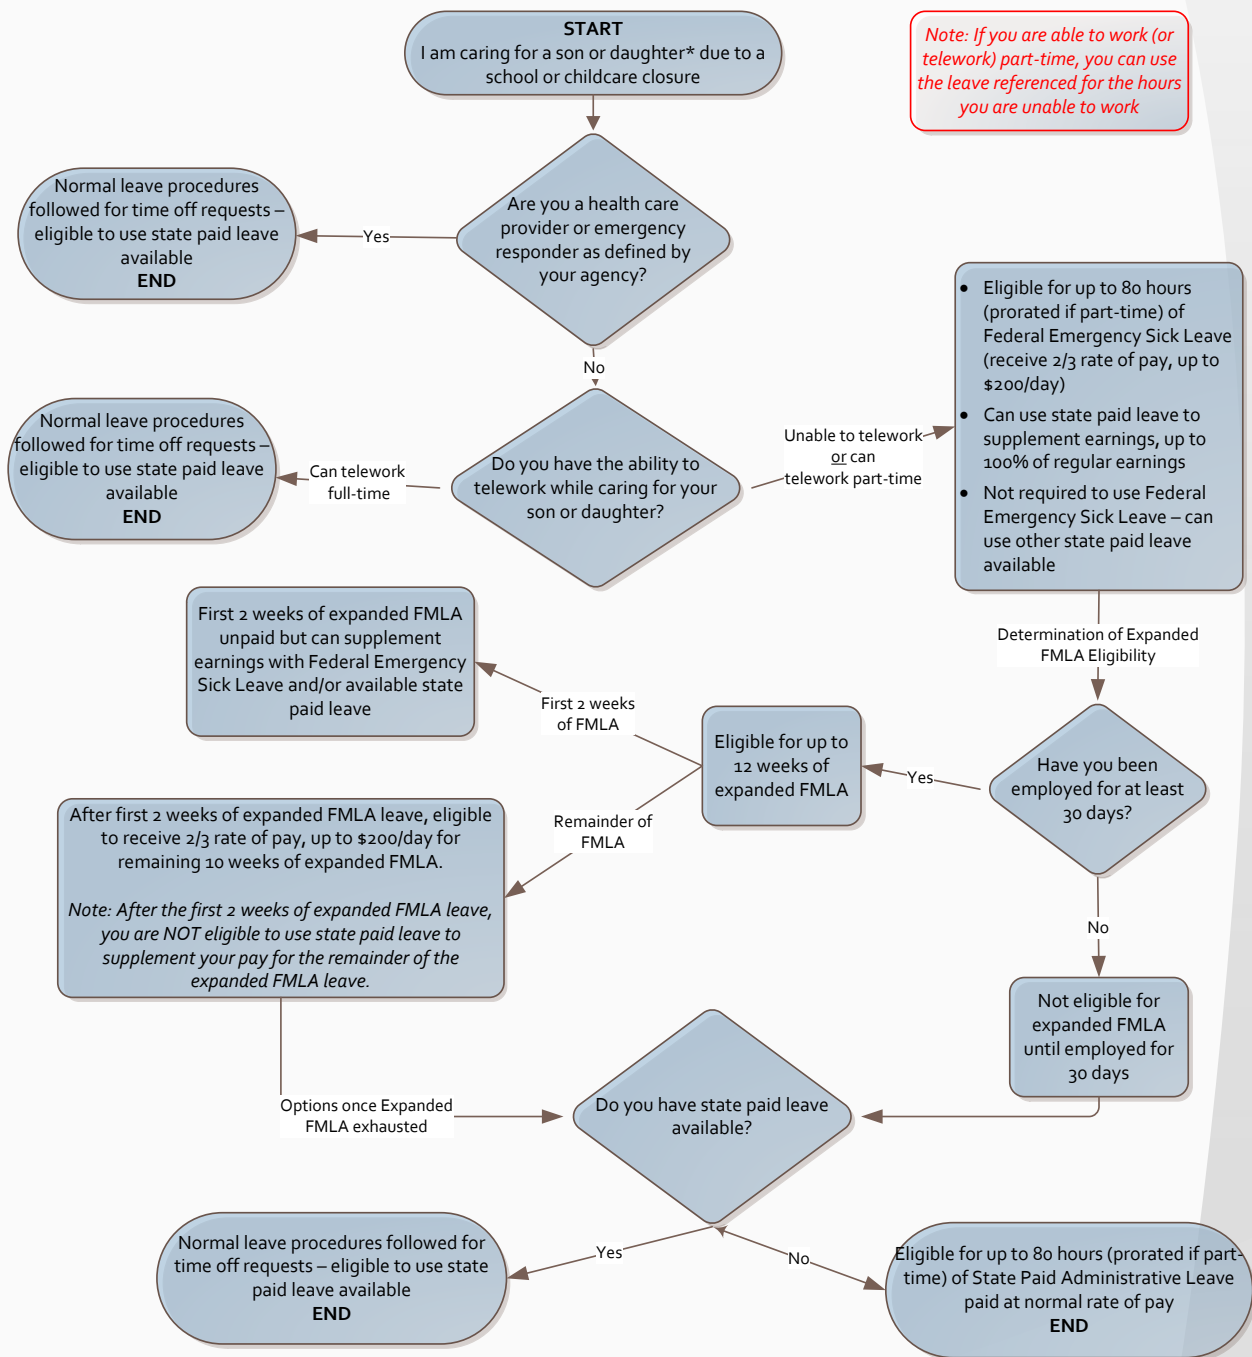 START
I am caring for a son or daughter* due to a
school or childcare closure
Note: If you are able to work (or
telework) part-time, you can use
the leave referenced for the hours
you are unable to work
Are you a health care
provider or emergency
responder as defined by
your agency?
Yes
Normal leave procedures
followed for time off requests –
eligible to use state paid leave
available
END
No
Do you have the ability to
telework while caring for your
son or daughter?
Can telework
full-time
Normal leave procedures
followed for time off requests –
eligible to use state paid leave
available
END
Unable to telework
or can
telework part-time
• Eligible for up to 80 hours
(prorated if part-time) of
Federal Emergency Sick Leave
(receive 2/3 rate of pay, up to
$200/day)
• Can use state paid leave to
supplement earnings, up to
100% of regular earnings
• Not required to use Federal
Emergency Sick Leave – can
use other state paid leave
available
Determination of Expanded
FMLA Eligibility
Have you been
employed for at least
30 days?
Yes
Eligible for up to
12 weeks of
expanded FMLA
First 2 weeks
of FMLA
First 2 weeks of expanded FMLA
unpaid but can supplement
earnings with Federal Emergency
Sick Leave and/or available state
paid leave
Remainder of
FMLA
After first 2 weeks of expanded FMLA leave, eligible
to receive 2/3 rate of pay, up to $200/day for
remaining 10 weeks of expanded FMLA.
Note: After the first 2 weeks of expanded FMLA leave,
you are NOT eligible to use state paid leave to
supplement your pay for the remainder of the
expanded FMLA leave.
No
Not eligible for
expanded FMLA
until employed for
30 days
Options once Expanded
FMLA exhausted
Do you have state paid leave
available?
Yes
Normal leave procedures followed for
time off requests – eligible to use state
paid leave available
END
No
Eligible for up to 80 hours (prorated if part-
time) of State Paid Administrative Leave
paid at normal rate of pay
END